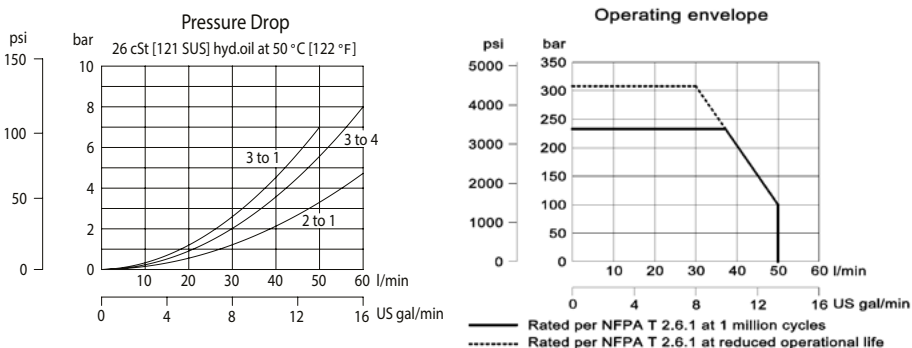 Pressure Drop
26 cSt [121 SUS] hyd.oil at 50 °C [122 °F]
psi
bar
150
100
50
0
10
8
6
4
2
0
3 to 1
3 to 4
2 to 1
10 20 30 40 50 60 l/min
0 4 8 12 16 US gal/min
Operating envelope
psi
bar
5000
4000
3000
2000
1000
0
350
300
250
200
150
100
50
0
10 20 30 40 50 60 l/min
0 4 8 12 16 US gal/min
Rated per NFPA T 2.6.1 at 1 million cycles
Rated per NFPA T 2.6.1 at reduced operational life